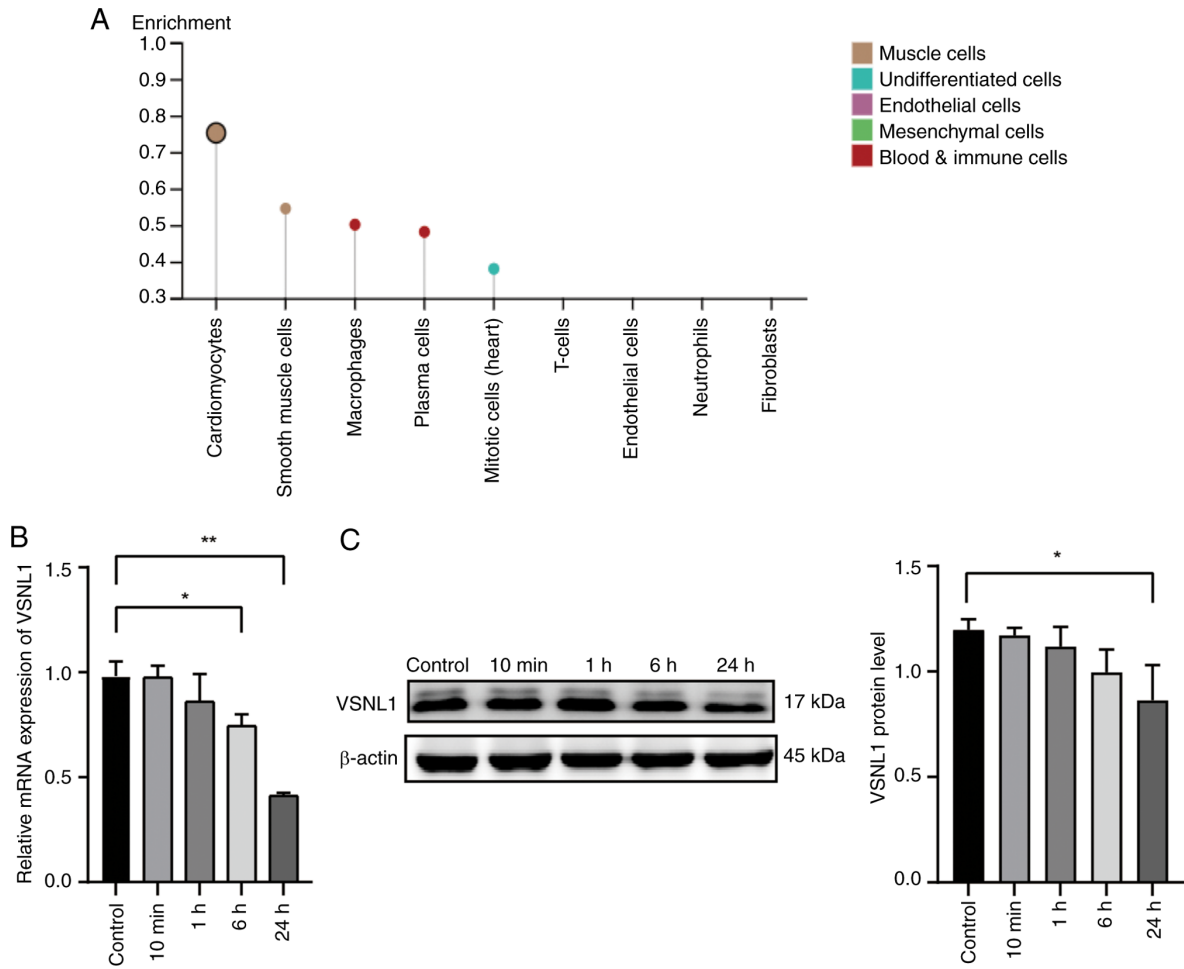 A
Enrichment
1.0
0.9
0.8
0.7
0.6
0.5
0.4
0.3
Cardiomyocytes
Smooth muscle cells
Macrophages
Plasma cells
Mitotic cells (heart)
T-cells
Endothelial cells
Neutrophils
Fibroblasts
Muscle cells
Undifferentiated cells
Endothelial cells
Mesenchymal cells
Blood & immune cells
B
Relative mRNA expression of VSNL1
1.5
1.0
0.5
0.0
**
*
Control
10 min
1 h
6 h
24 h
C
Control 10 min 1 h 6 h 24 h
VSNL1 17 kDa
β-actin 45 kDa
VSNL1 protein level
1.5
1.0
0.5
0.0
*
Control
10 min
1 h
6 h
24 h